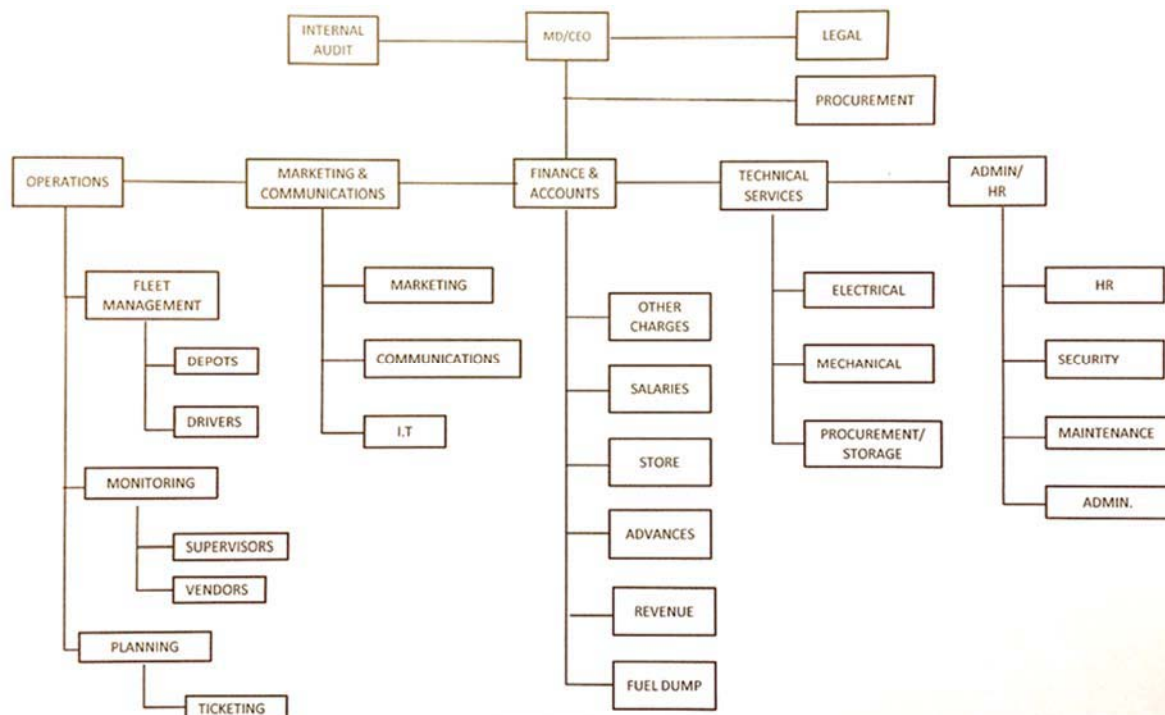 INTERNAL
AUDIT
MD/CEO
LEGAL
PROCUREMENT
OPERATIONS
MARKETING &
COMMUNICATIONS
FINANCE &
ACCOUNTS
TECHNICAL
SERVICES
ADMIN/
HR
FLEET
MANAGEMENT
DEPOTS
DRIVERS
MONITORING
SUPERVISORS
VENDORS
PLANNING
TICKETING
MARKETING
COMMUNICATIONS
I.T
OTHER
CHARGES
SALARIES
STORE
ADVANCES
REVENUE
FUEL DUMP
ELECTRICAL
MECHANICAL
PROCUREMENT/
STORAGE
HR
SECURITY
MAINTENANCE
ADMIN.